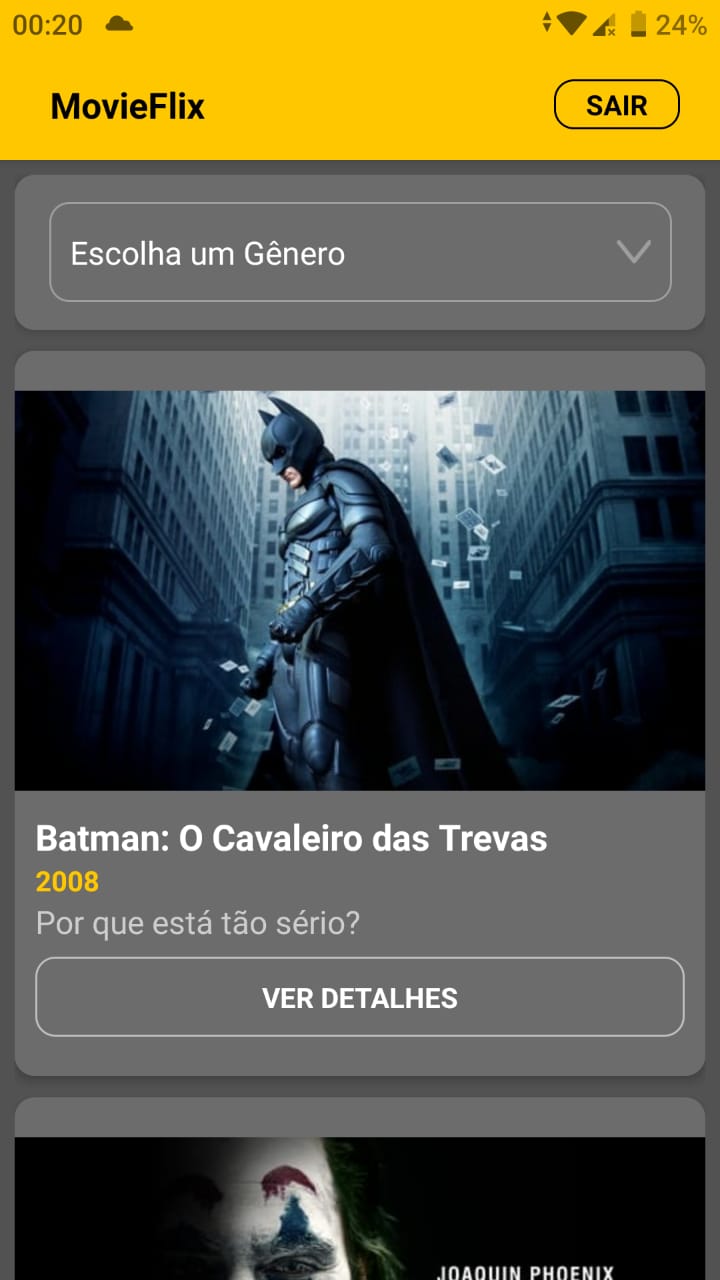 00:20
24%
MovieFlix
SAIR
Escolha um Gênero
Batman: O Cavaleiro das Trevas
2008
Por que está tão sério?
VER DETALHES
JOAQUIN PHOENIX